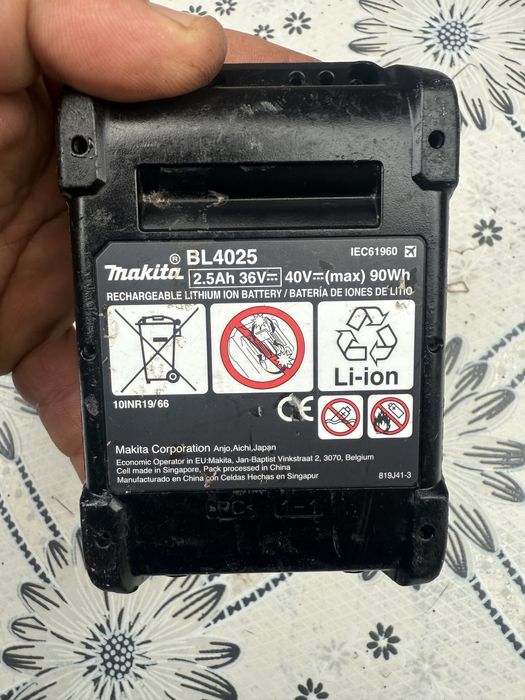 BL4025
IEC61960
makita®
2.5Ah 36V⎓ 40V⎓(max) 90Wh
RECHARGEABLE LITHIUM ION BATTERY / BATERÍA DE IONES DE LITIO
Li-ion
10INR19/66
CE
Makita Corporation Anjo,Aichi,Japan
Economic Operator in EU:Makita, Jan-Baptist Vinkstraat 2, 3070, Belgium
Cell made in Singapore, Pack processed in China
Manufacturado en China con Celdas Hechas en Singapur
819J41-3